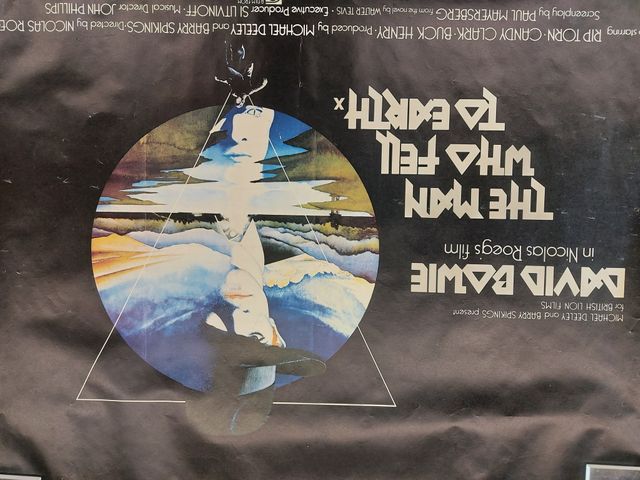 MICHAEL DEELEY and BARRY SPIKINGS present
for BRITISH LION FILMS
DAVID BOWIE
in Nicolas Roeg's film
THE MAN
WHO FELL
TO EARTH x
starring RIP TORN · CANDY CLARK · BUCK HENRY · Produced by MICHAEL DEELEY and BARRY SPIKINGS · Directed by NICOLAS ROE
Screenplay by PAUL MAYERSBERG From the novel by WALTER TEVIS · Executive Producer SI LITVINOFF · Music Director JOHN PHILLIPS